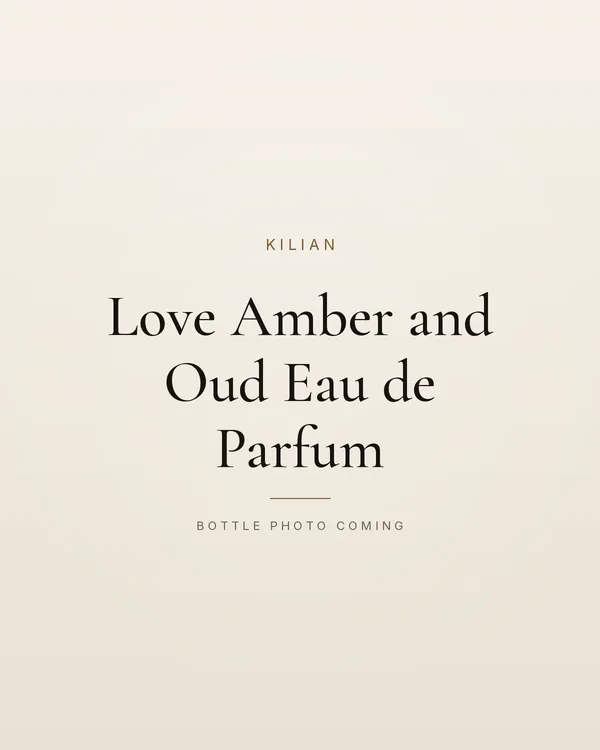 KILIAN
Love Amber and
Oud Eau de
Parfum
BOTTLE PHOTO COMING